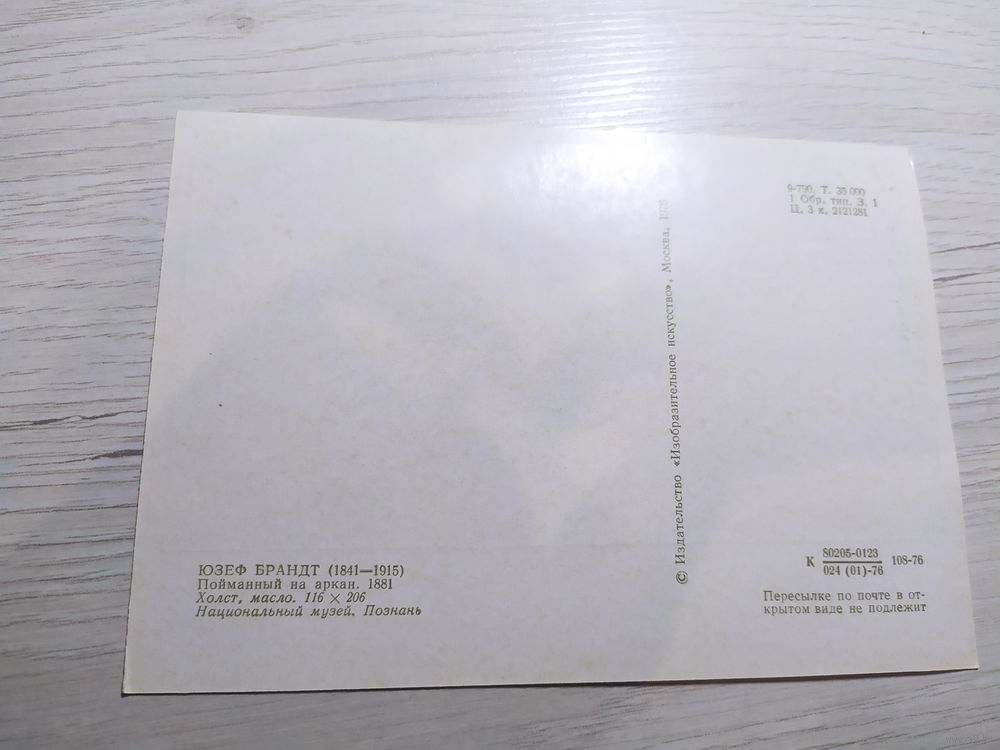 9-790. Т. 35 000
1 Обр. тип. З. 1
Ц. 3 к. 2121281
© Издательство «Изобразительное искусство», Москва.
ЮЗЕФ БРАНДТ (1841—1915)
Пойманный на аркан. 1881
Холст, масло. 116 × 206
Национальный музей. Познань
К 80205-0123 108-76
024 (01)-76
Пересылке по почте в от-
крытом виде не подлежит